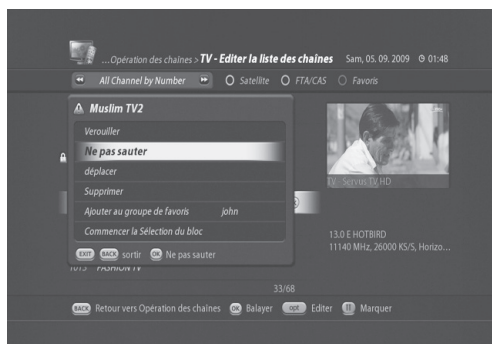 ...Opération des chaînes > TV - Editer la liste des chaînes Sam, 05. 09. 2009 01:48
All Channel by Number Satellite FTA/CAS Favoris
Muslim TV2
Verouiller
Ne pas sauter
déplacer
Supprimer
Ajouter au groupe de favoris john
Commencer la Sélection du bloc
EXIT BACK sortir OK Ne pas sauter
TV - Servus TV HD
13.0 E HOTBIRD
11140 MHz, 26000 KS/S, Horizo...
1015 FASHION TV
33/68
BACK Retour vers Opération des chaînes OK Balayer opt Editer Marquer